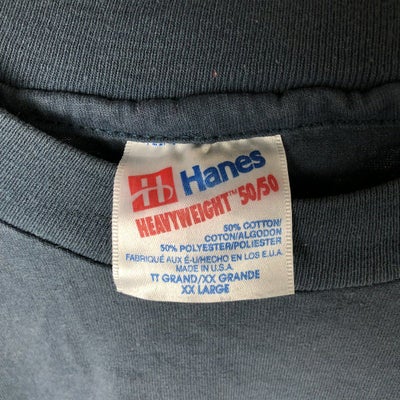 Hanes
HEAVYWEIGHT™ 50/50
50% COTTON/
COTON/ALGODON
50% POLYESTER/POLIESTER
FABRIQUÉ AUX É-U/HECHO EN LOS E.U.A.
MADE IN U.S.A.
TT GRAND/XX GRANDE
XX LARGE